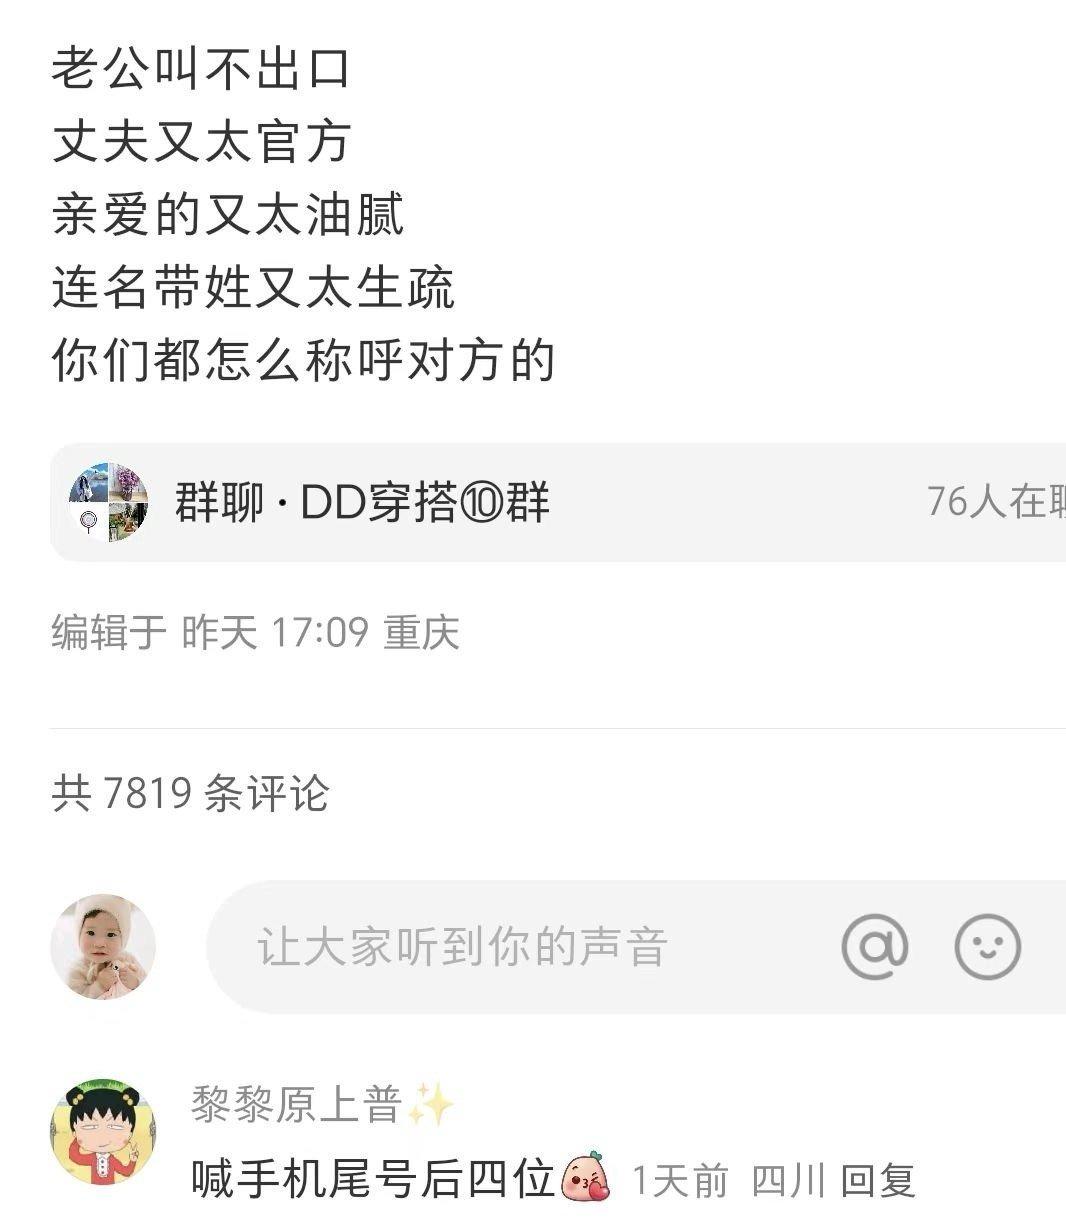 老公叫不出口
丈夫又太官方
亲爱的又太油腻
连名带姓又太生疏
你们都怎么称呼对方的
群聊·DD穿搭⑩群
76人在聊
编辑于 昨天 17:09 重庆
共 7819 条评论
让大家听到你的声音
黎黎原上普✨
喊手机尾号后四位 1天前 四川 回复